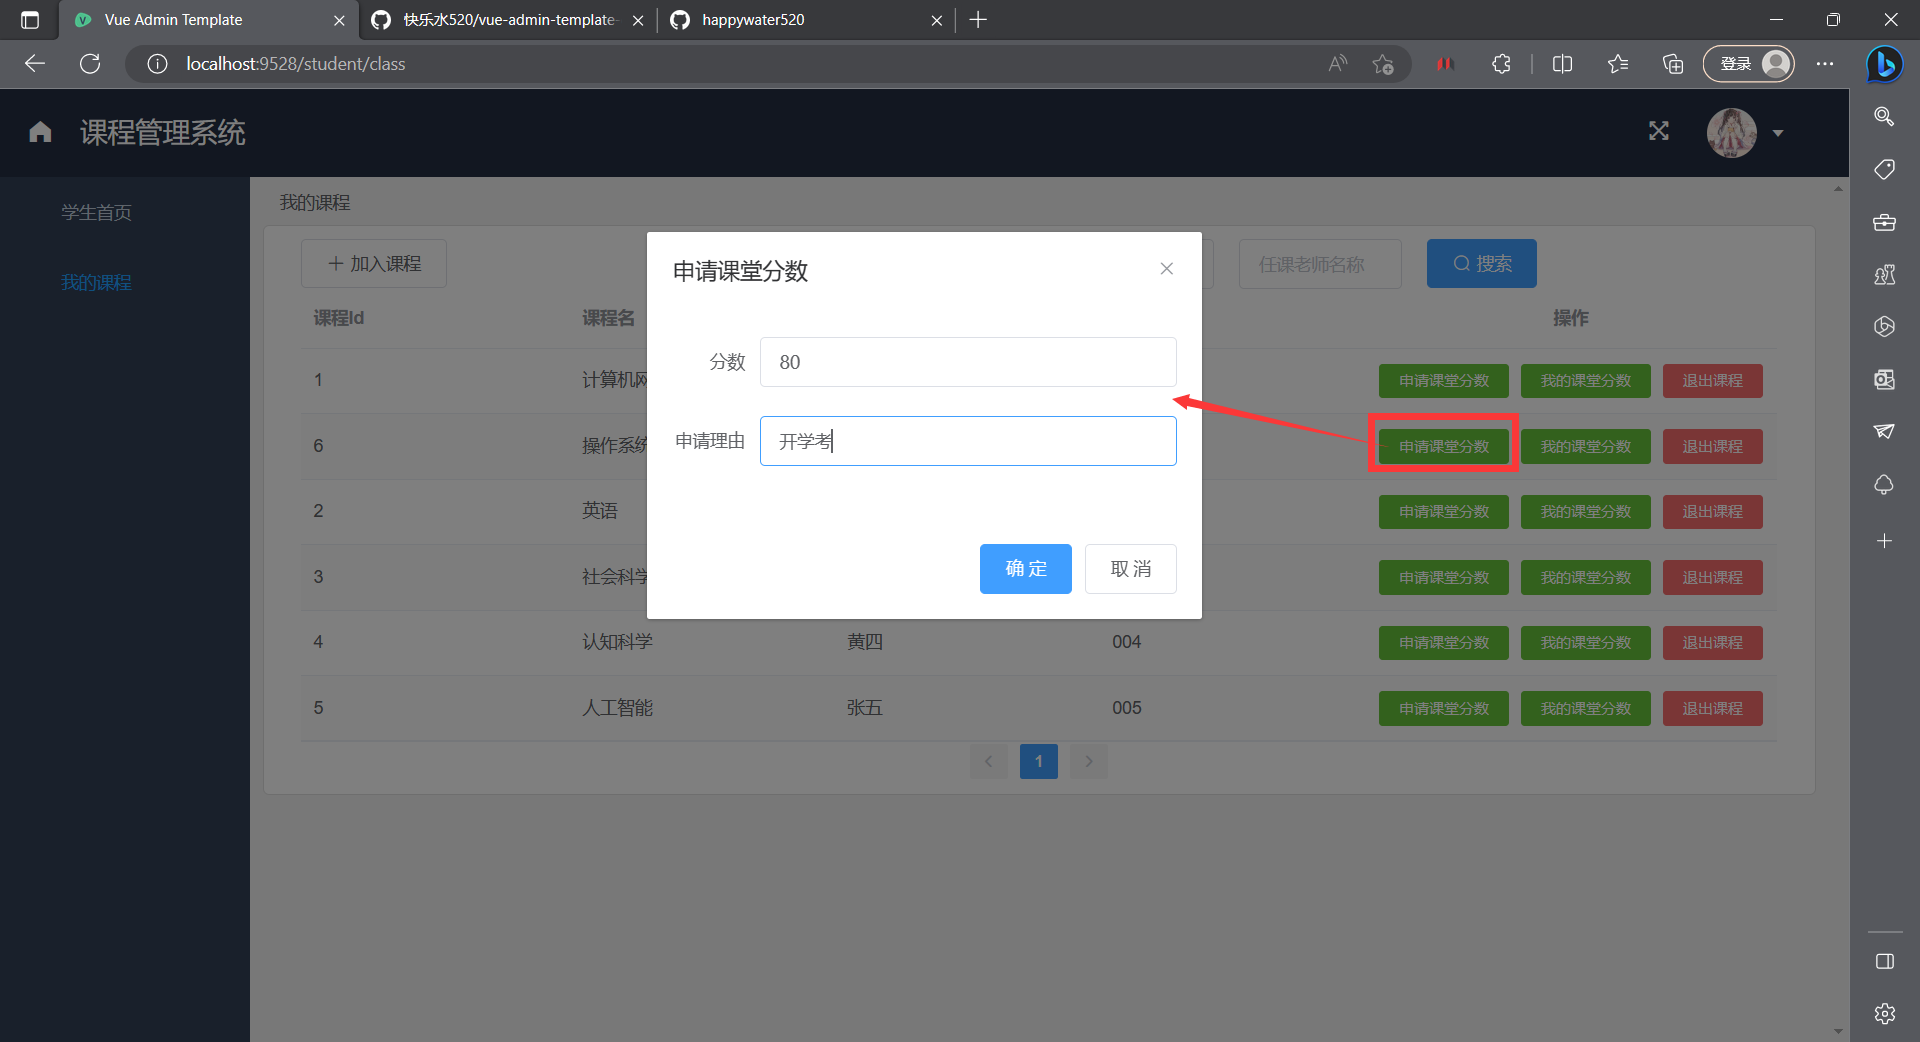 Vue Admin Template
快乐水520/vue-admin-template-
happywater520
localhost:9528/student/class
登录
课程管理系统
学生首页
我的课程
我的课程
加入课程
任课老师名称
搜索
课程Id
课程名
操作
1
计算机网
申请课堂分数
我的课堂分数
退出课程
6
操作系统
申请课堂分数
我的课堂分数
退出课程
2
英语
申请课堂分数
我的课堂分数
退出课程
3
社会科学
申请课堂分数
我的课堂分数
退出课程
4
认知科学
黄四
004
申请课堂分数
我的课堂分数
退出课程
5
人工智能
张五
005
申请课堂分数
我的课堂分数
退出课程
1
申请课堂分数
分数
80
申请理由
开学考
确 定
取 消